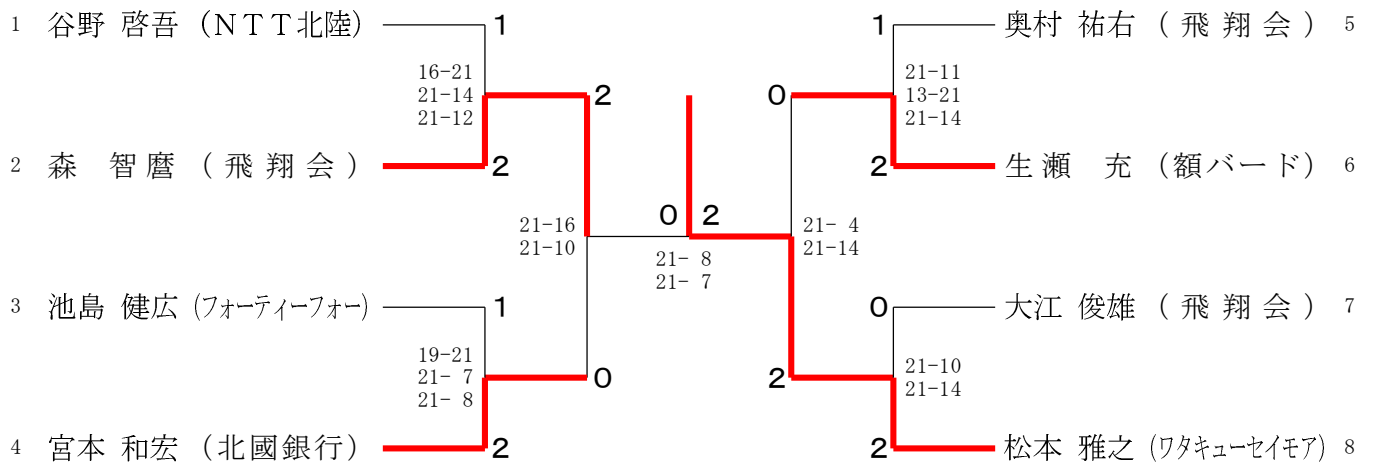 1 谷野 啓吾 (ＮＴＴ北陸) 1
16-21
21-14
21-12
2
2 森 智麿 ( 飛 翔 会 ) 2
21-16
21-10
3 池島 健広 (フォーティーフォー) 1
19-21
21- 7
21- 8
0
4 宮本 和宏 (北國銀行) 2
0 2
21- 8
21- 7
1 奥村 祐右 ( 飛 翔 会 ) 5
21-11
13-21
21-14
0
2 生瀬 充 (額バード) 6
21- 4
21-14
0 大江 俊雄 ( 飛 翔 会 ) 7
21-10
21-14
2
2 松本 雅之 (ワタキューセイモア) 8